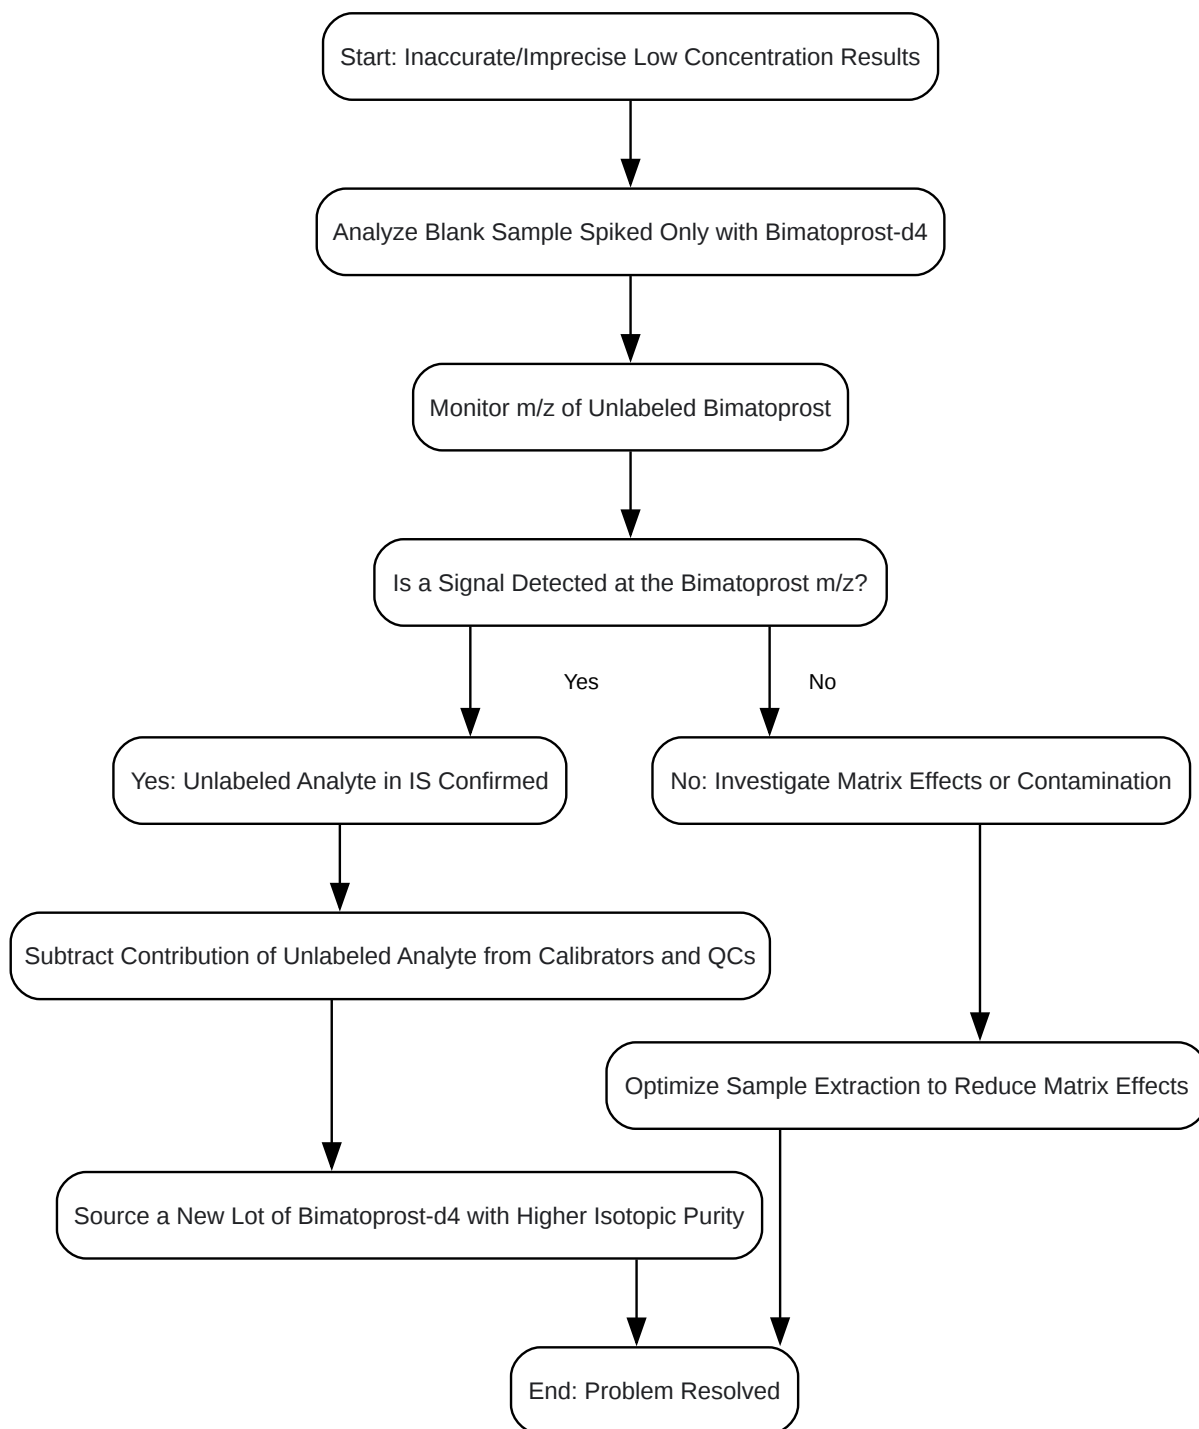 Start: Inaccurate/Imprecise Low Concentration Results
Analyze Blank Sample Spiked Only with Bimatoprost-d4
Monitor m/z of Unlabeled Bimatoprost
Is a Signal Detected at the Bimatoprost m/z?
Yes
No
Yes: Unlabeled Analyte in IS Confirmed
No: Investigate Matrix Effects or Contamination
Subtract Contribution of Unlabeled Analyte from Calibrators and QCs
Optimize Sample Extraction to Reduce Matrix Effects
Source a New Lot of Bimatoprost-d4 with Higher Isotopic Purity
End: Problem Resolved